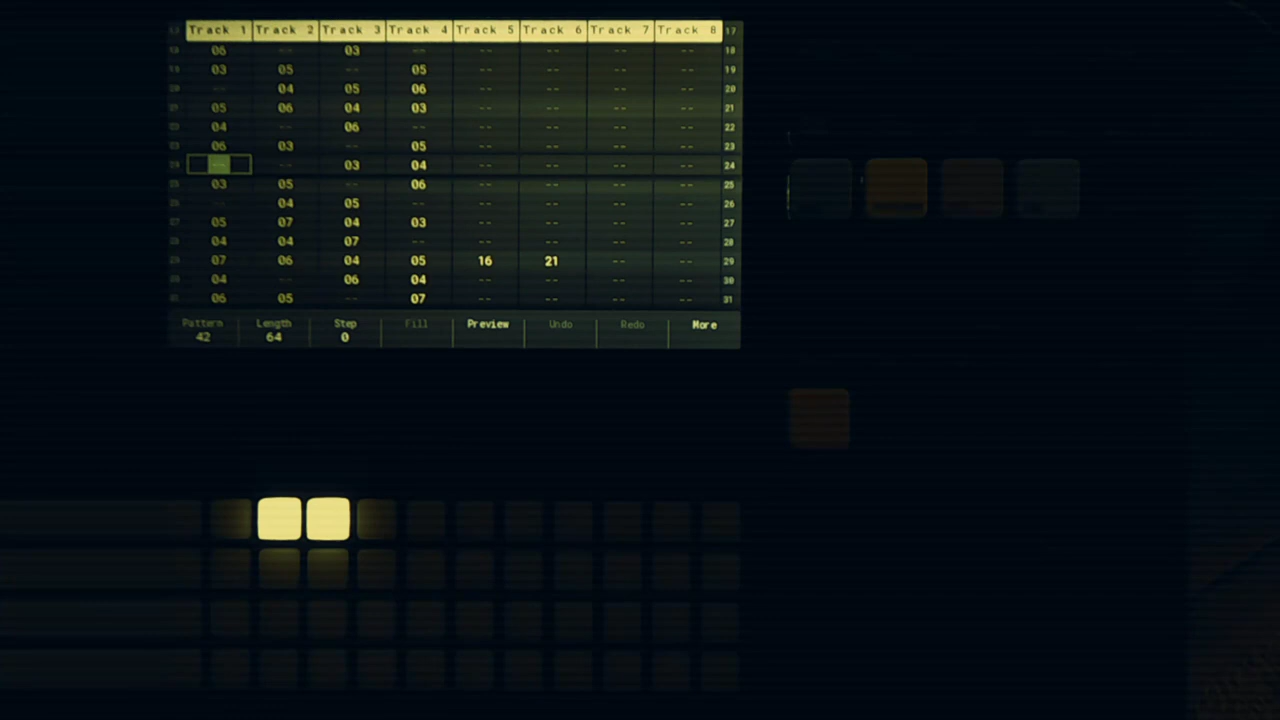 Track 1 Track 2 Track 3 Track 4 Track 5 Track 6 Track 7 Track 8 17
06 -- 03 -- -- -- -- -- 18
03 05 -- 05 -- -- -- -- 19
-- 04 05 06 -- -- -- -- 20
05 06 04 03 -- -- -- -- 21
04 -- 06 -- -- -- -- 22
06 03 -- 05 -- -- -- -- 23
-- -- 03 04 -- -- -- -- 24
03 05 -- 06 -- -- -- -- 25
-- 04 05 -- -- -- -- -- 26
05 07 04 03 -- -- -- -- 27
04 04 07 -- -- -- -- -- 28
07 06 04 05 16 21 -- -- 29
04 -- 06 04 -- -- -- -- 30
06 05 -- 07 -- -- -- -- 31
Pattern Length Step Fill Preview Undo Redo More
42 64 0